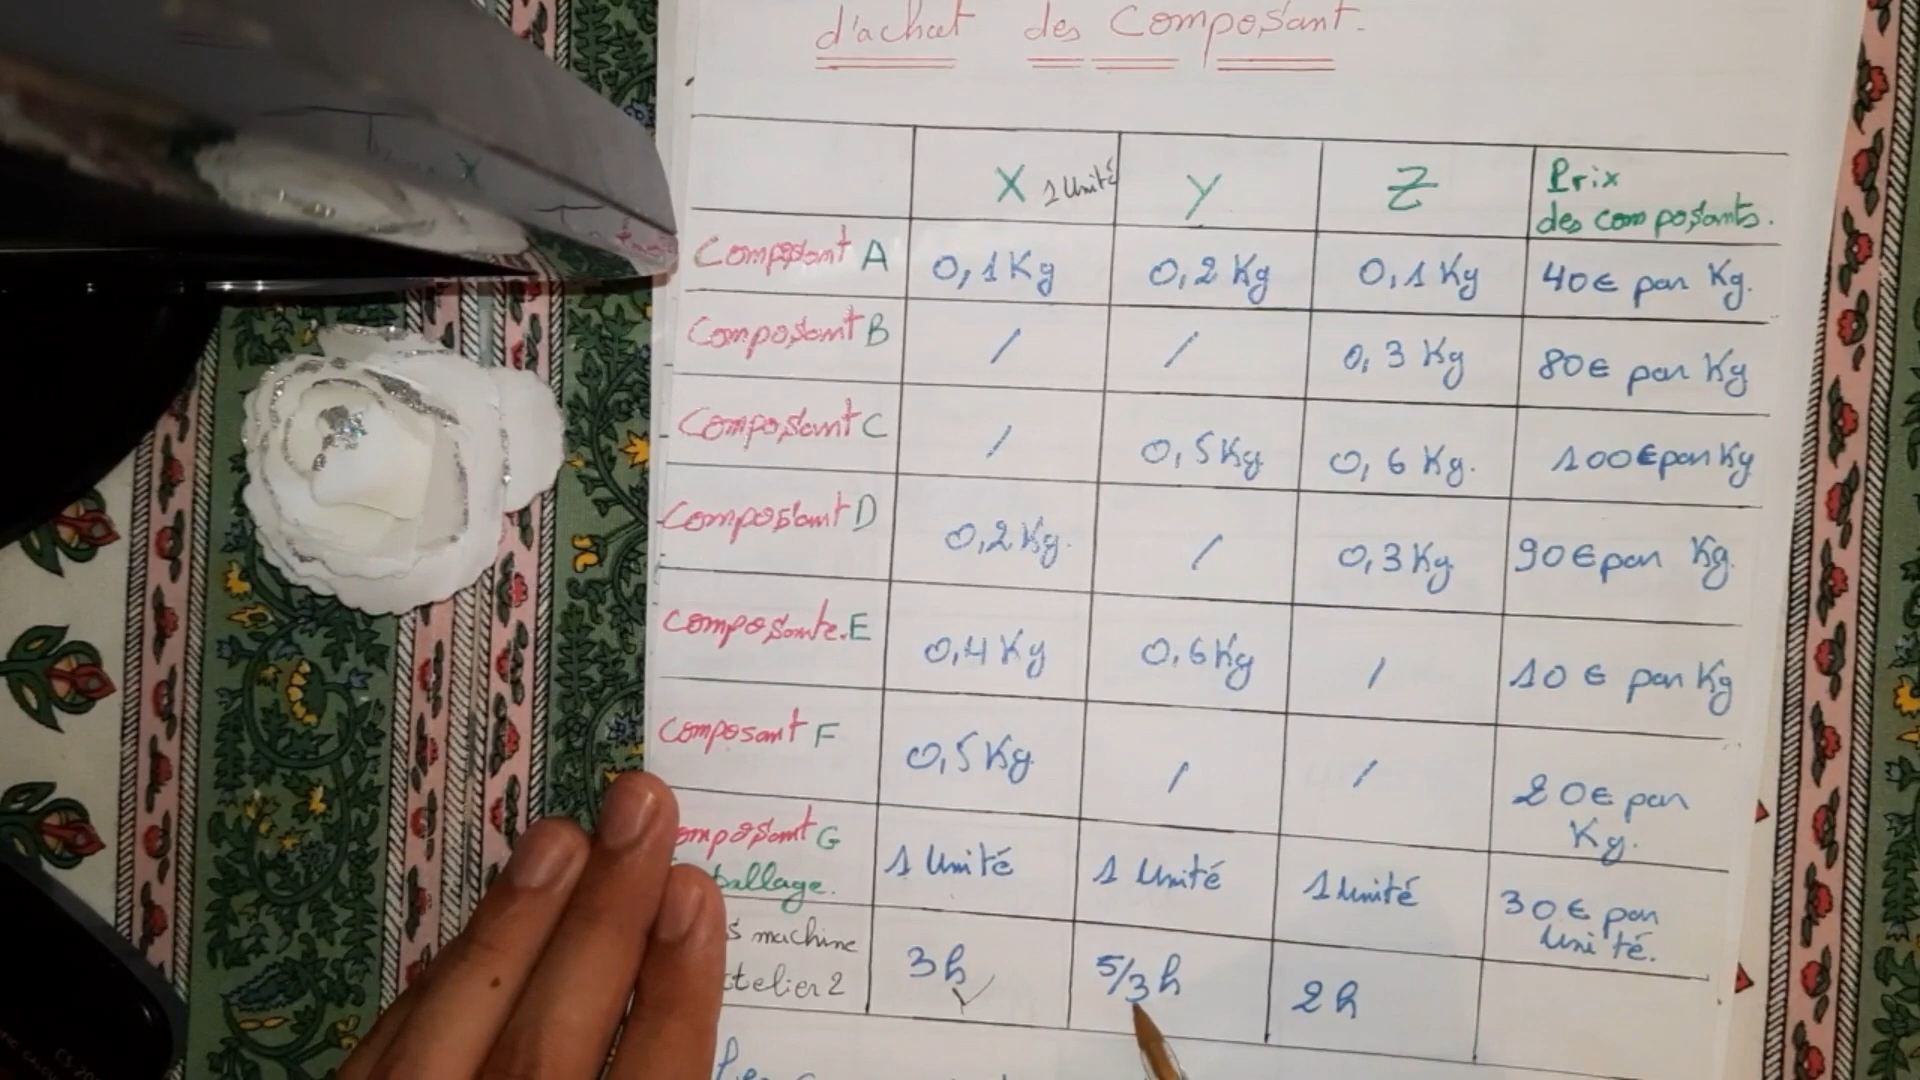 d'achat des Composant.
X 1 Unité
Y
Z
Prix
des composants.
Composant A
0,1 Kg
0,2 Kg
0,1 Kg
40€ par Kg.
Composant B
/
/
0,3 Kg
80€ par Kg
Composant C
/
0,5 Kg
0,6 Kg.
100€ par Kg
Composant D
0,2 Kg.
/
0,3 Kg
90€ par Kg.
Composante.E
0,4 Kg
0,6 Kg
/
10 € par Kg
Composant F
0,5 Kg
/
/
20€ par
Kg.
omposant G
ballage.
1 Unité
1 Unité
1 Unité
30€ par
Unité.
s machine
telier 2
3h
5/3h
2h